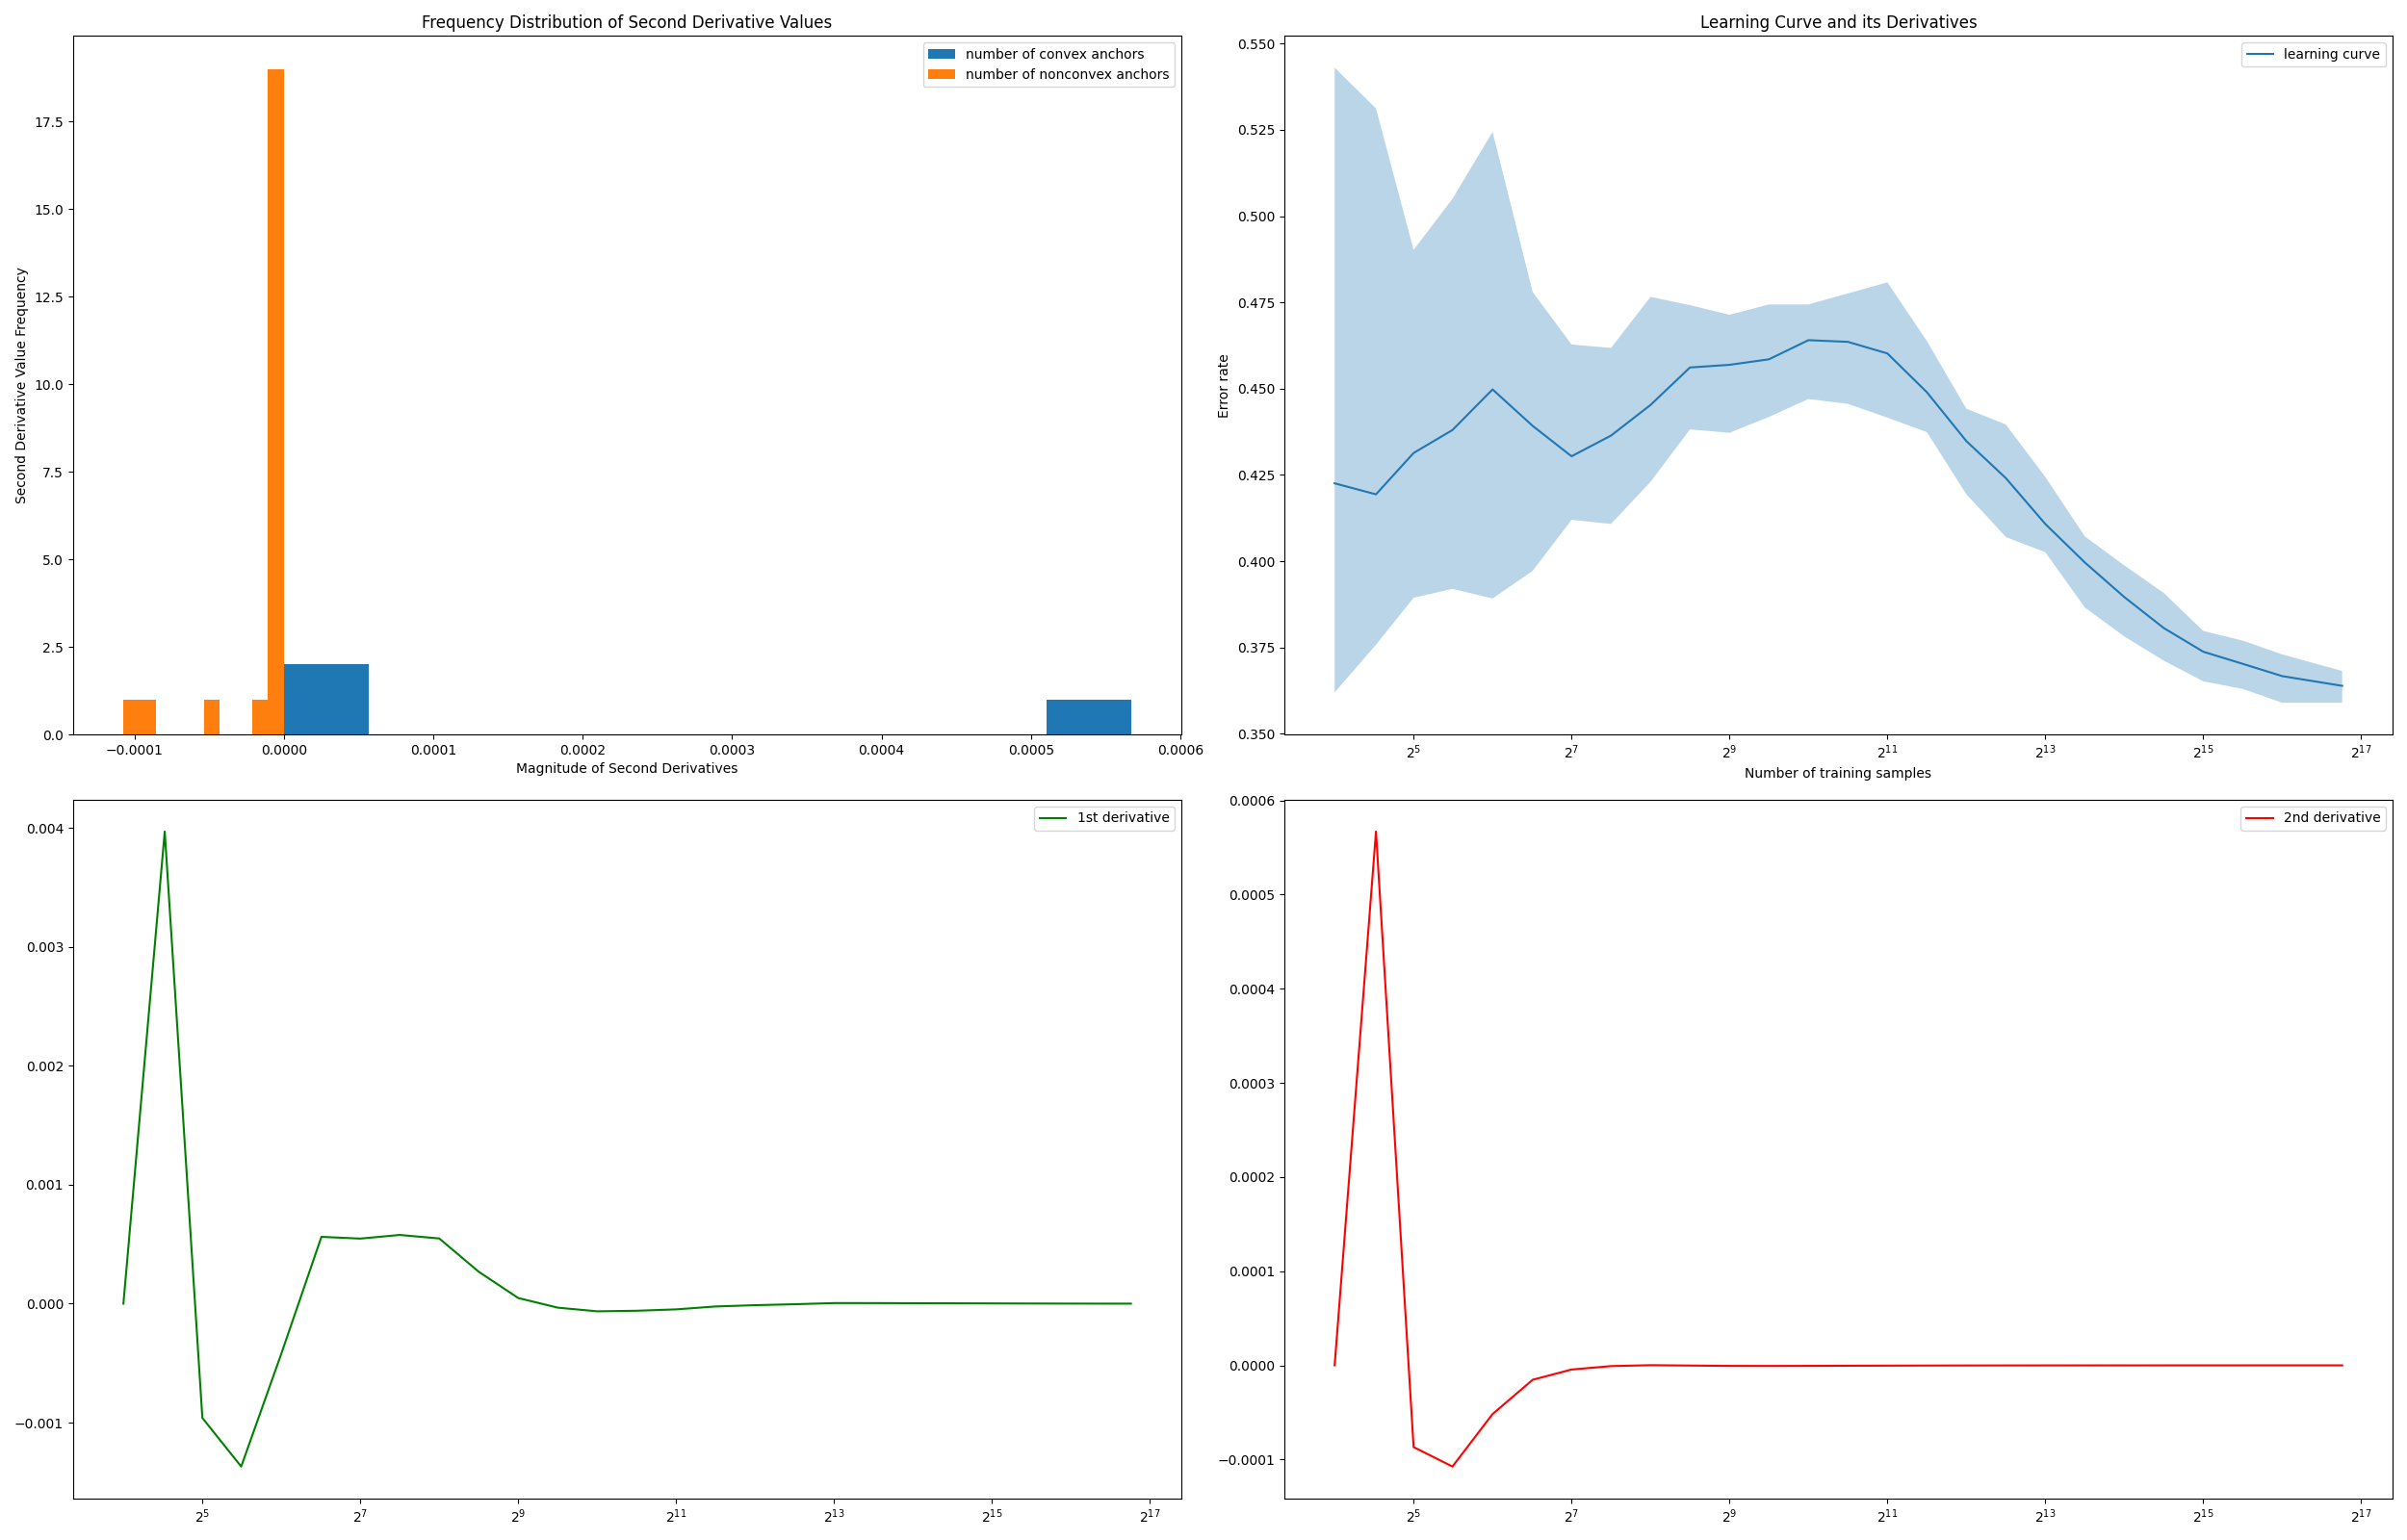 Frequency Distribution of Second Derivative Values
number of convex anchors
number of nonconvex anchors
Second Derivative Value Frequency
17.5
15.0
12.5
10.0
7.5
5.0
2.5
0.0
−0.0001 0.0000 0.0001 0.0002 0.0003 0.0004 0.0005 0.0006
Magnitude of Second Derivatives
Learning Curve and its Derivatives
learning curve
Error rate
0.550
0.525
0.500
0.475
0.450
0.425
0.400
0.375
0.350
2^5 2^7 2^9 2^11 2^13 2^15 2^17
Number of training samples
1st derivative
0.004
0.003
0.002
0.001
0.000
−0.001
2^5 2^7 2^9 2^11 2^13 2^15 2^17
2nd derivative
0.0006
0.0005
0.0004
0.0003
0.0002
0.0001
0.0000
−0.0001
2^5 2^7 2^9 2^11 2^13 2^15 2^17